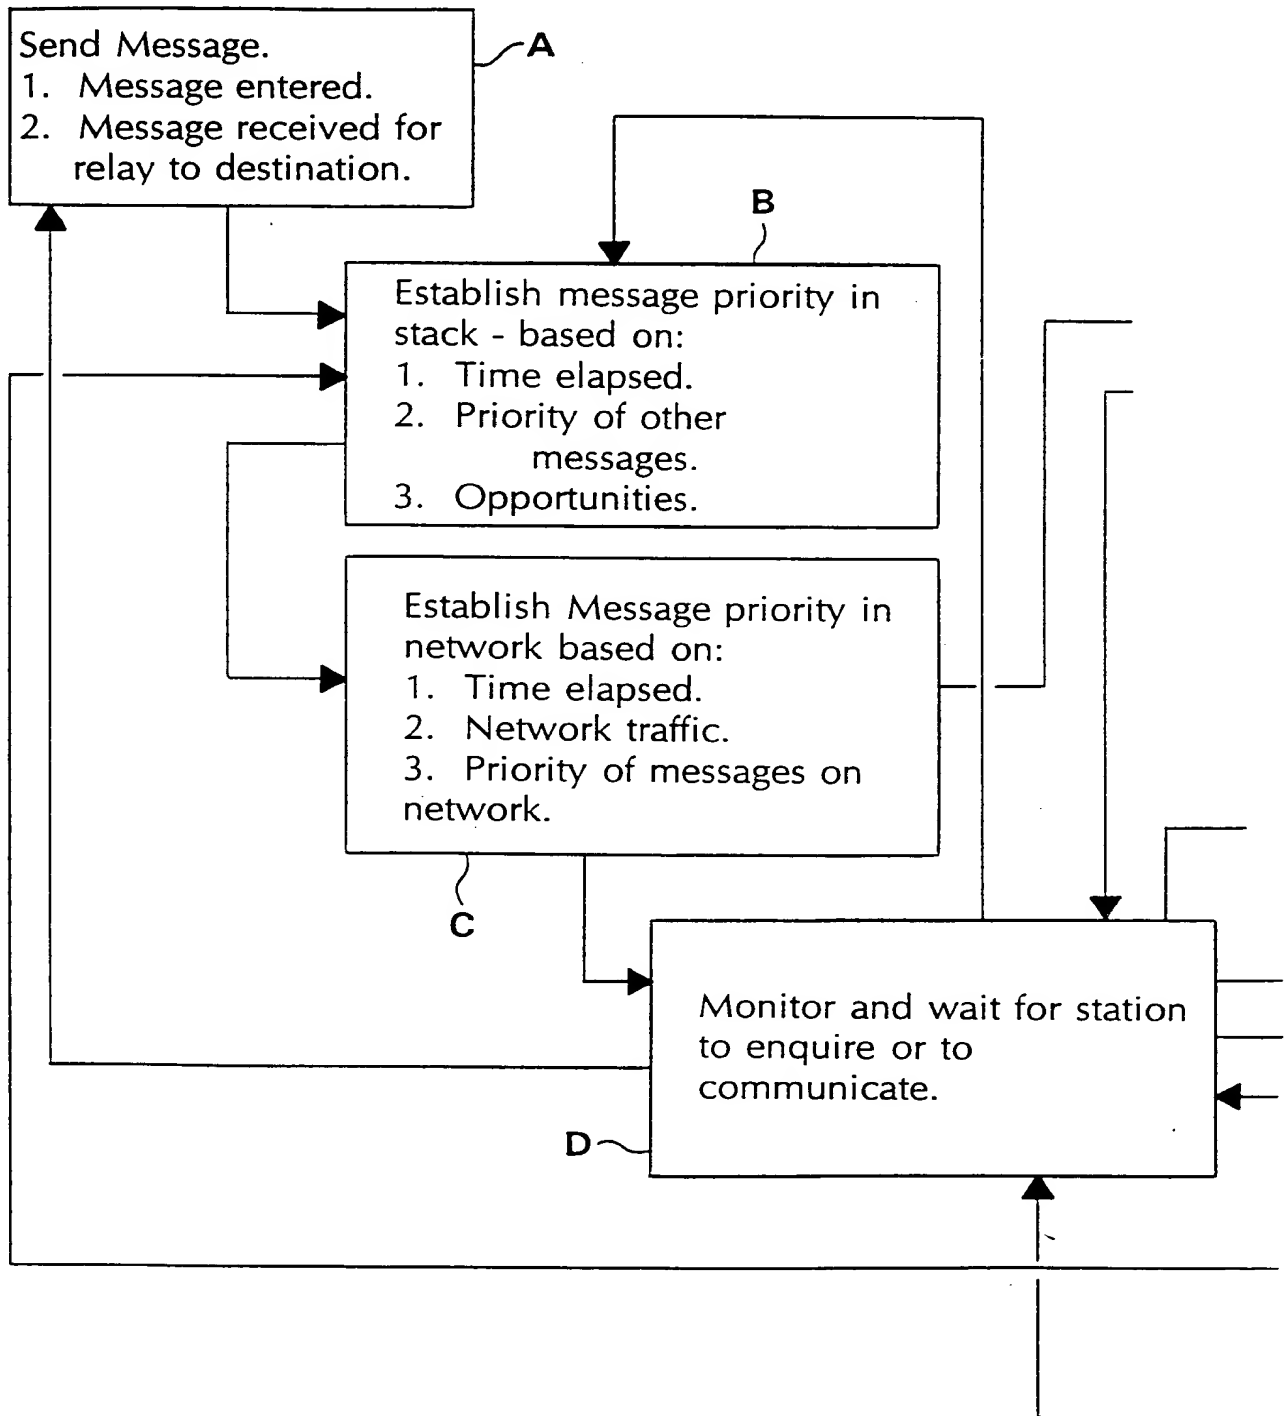 Send Message.
A
1. Message entered.
2. Message received for
relay to destination.
B
Establish message priority in
stack - based on:
1. Time elapsed.
2. Priority of other
messages.
3. Opportunities.
Establish Message priority in
network based on:
1. Time elapsed.
2. Network traffic.
3. Priority of messages on
network.
C
Monitor and wait for station
to enquire or to
communicate.
D